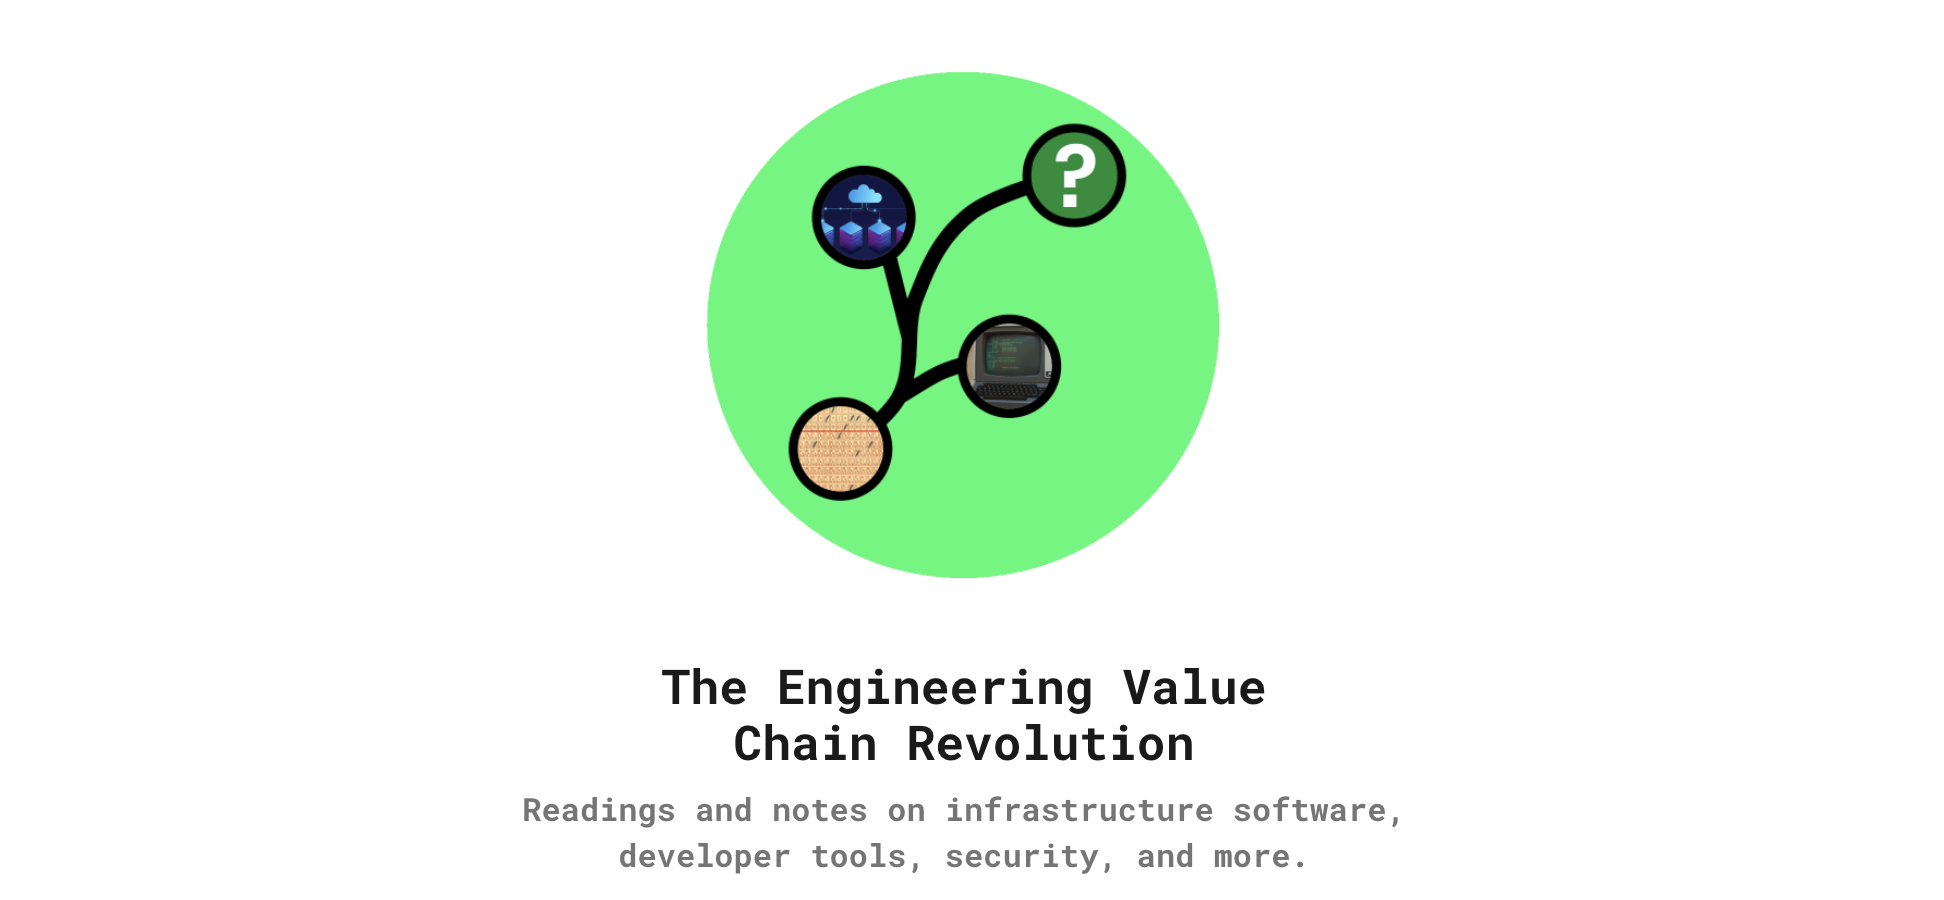 ?
The Engineering Value
Chain Revolution
Readings and notes on infrastructure software,
developer tools, security, and more.